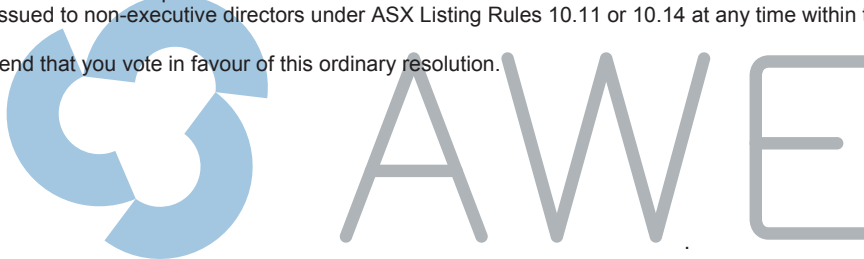 issued to non-executive directors under ASX Listing Rules 10.11 or 10.14 at any time within
end that you vote in favour of this ordinary resolution.
AWE
.